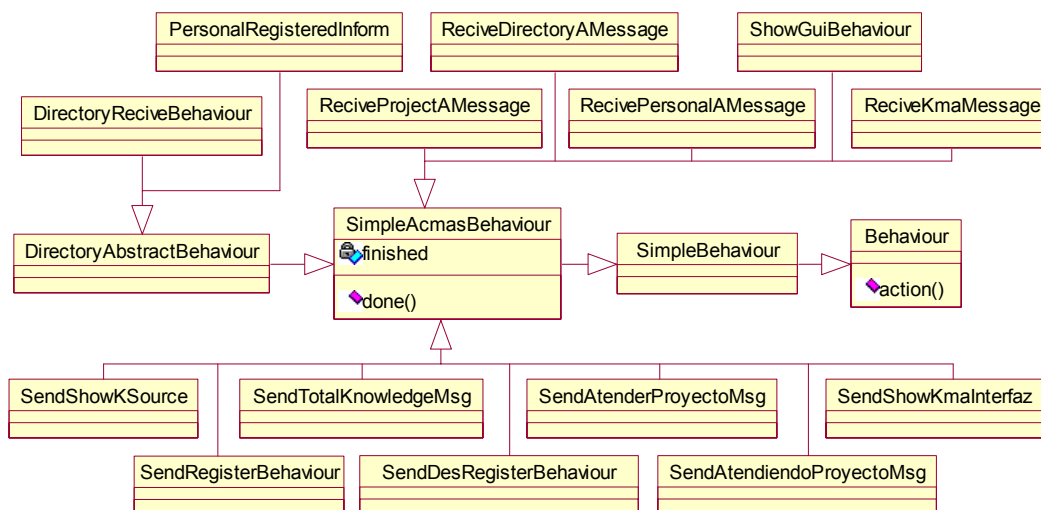 PersonalRegisteredInform
ReciveDirectoryAMessage
ShowGuiBehaviour
DirectoryReciveBehaviour
ReciveProjectAMessage
RecivePersonalAMessage
ReciveKmaMessage
DirectoryAbstractBehaviour
SimpleAcmasBehaviour
finished
done()
SimpleBehaviour
Behaviour
action()
SendShowKSource
SendTotalKnowledgeMsg
SendAtenderProyectoMsg
SendShowKmaInterfaz
SendRegisterBehaviour
SendDesRegisterBehaviour
SendAtendiendoProyectoMsg